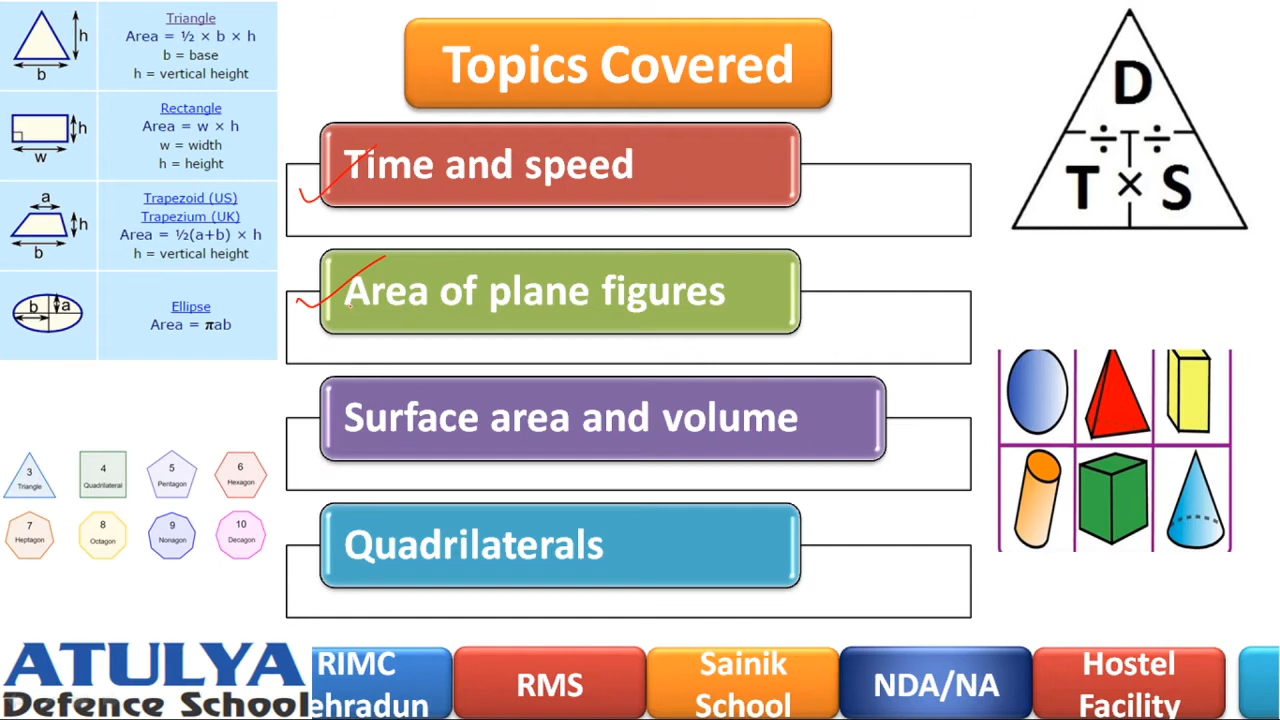 Topics Covered
Time and speed
Area of plane figures
Surface area and volume
Quadrilaterals
Triangle
Area = ½ × b × h
b = base
h = vertical height
h
b
Rectangle
Area = w × h
w = width
h = height
h
w
Trapezoid (US)
Trapezium (UK)
Area = ½(a+b) × h
h = vertical height
a
h
b
Ellipse
Area = πab
b
a
D
÷ ÷
T × S
3
Triangle
4
Quadrilateral
5
Pentagon
6
Hexagon
7
Heptagon
8
Octagon
9
Nonagon
10
Decagon
ATULYA
Defence School
RIMC
ehradun
RMS
Sainik
School
NDA/NA
Hostel
Facility